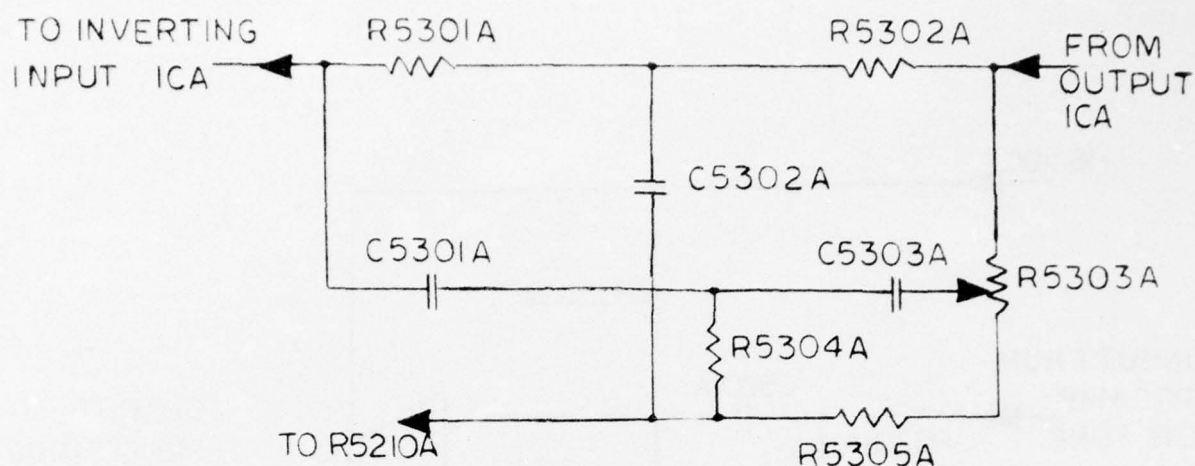 TO INVERTING
INPUT ICA
R5301A
R5302A
FROM
OUTPUT
ICA
C5302A
C5301A
C5303A
R5303A
R5304A
TO R5210A
R5305A